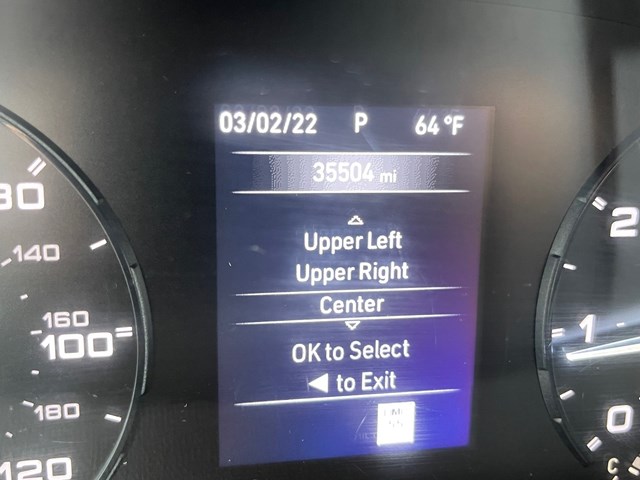 03/02/22 P 64 °F
35504 mi
Upper Left
Upper Right
Center
OK to Select
◀ to Exit
80
140
160
100
180
120
2
1
0
C